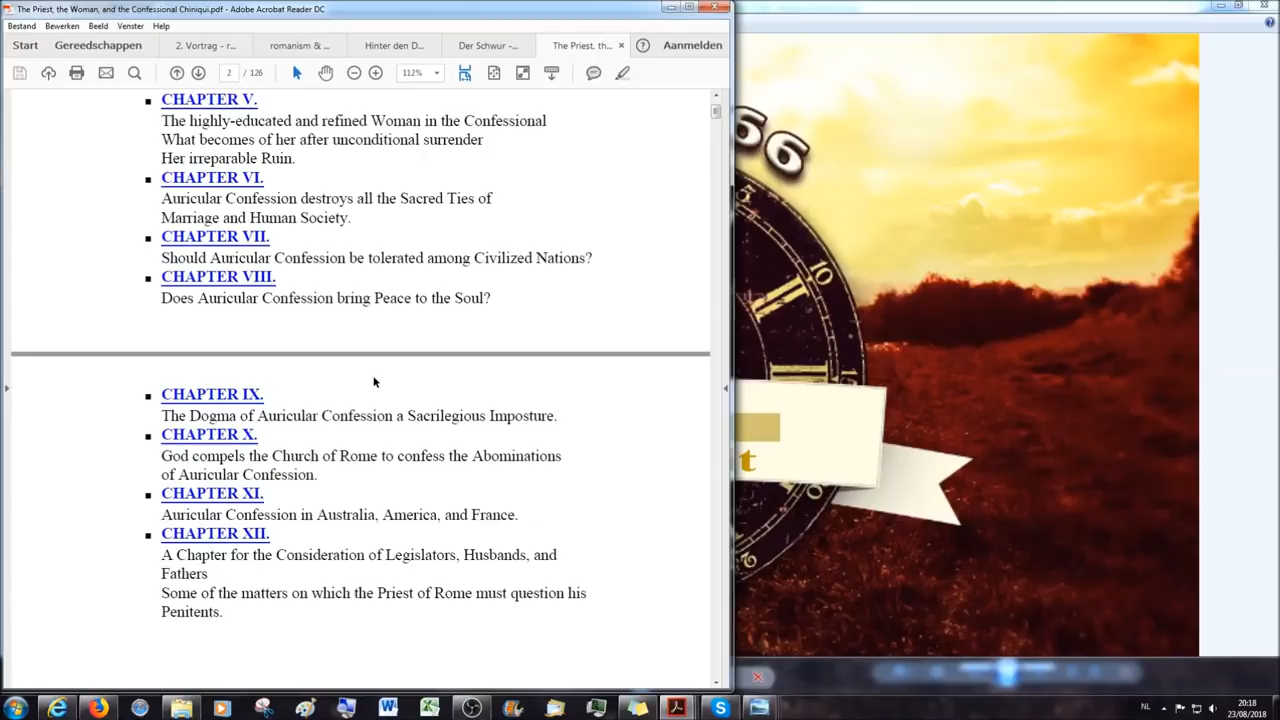 The Priest, the Woman, and the Confessional Chiniqui.pdf - Adobe Acrobat Reader DC
Bestand Bewerken Beeld Venster Help
Start Gereedschappen 2. Vortrag - r... romanism & ... Hinter den D... Der Schwur -... The Priest, th... × Aanmelden
2 / 126 112%
CHAPTER V.
The highly-educated and refined Woman in the Confessional
What becomes of her after unconditional surrender
Her irreparable Ruin.
CHAPTER VI.
Auricular Confession destroys all the Sacred Ties of
Marriage and Human Society.
CHAPTER VII.
Should Auricular Confession be tolerated among Civilized Nations?
CHAPTER VIII.
Does Auricular Confession bring Peace to the Soul?
CHAPTER IX.
The Dogma of Auricular Confession a Sacrilegious Imposture.
CHAPTER X.
God compels the Church of Rome to confess the Abominations
of Auricular Confession.
CHAPTER XI.
Auricular Confession in Australia, America, and France.
CHAPTER XII.
A Chapter for the Consideration of Legislators, Husbands, and
Fathers
Some of the matters on which the Priest of Rome must question his
Penitents.
66
5
10
t
NL
20:18
23/08/2018